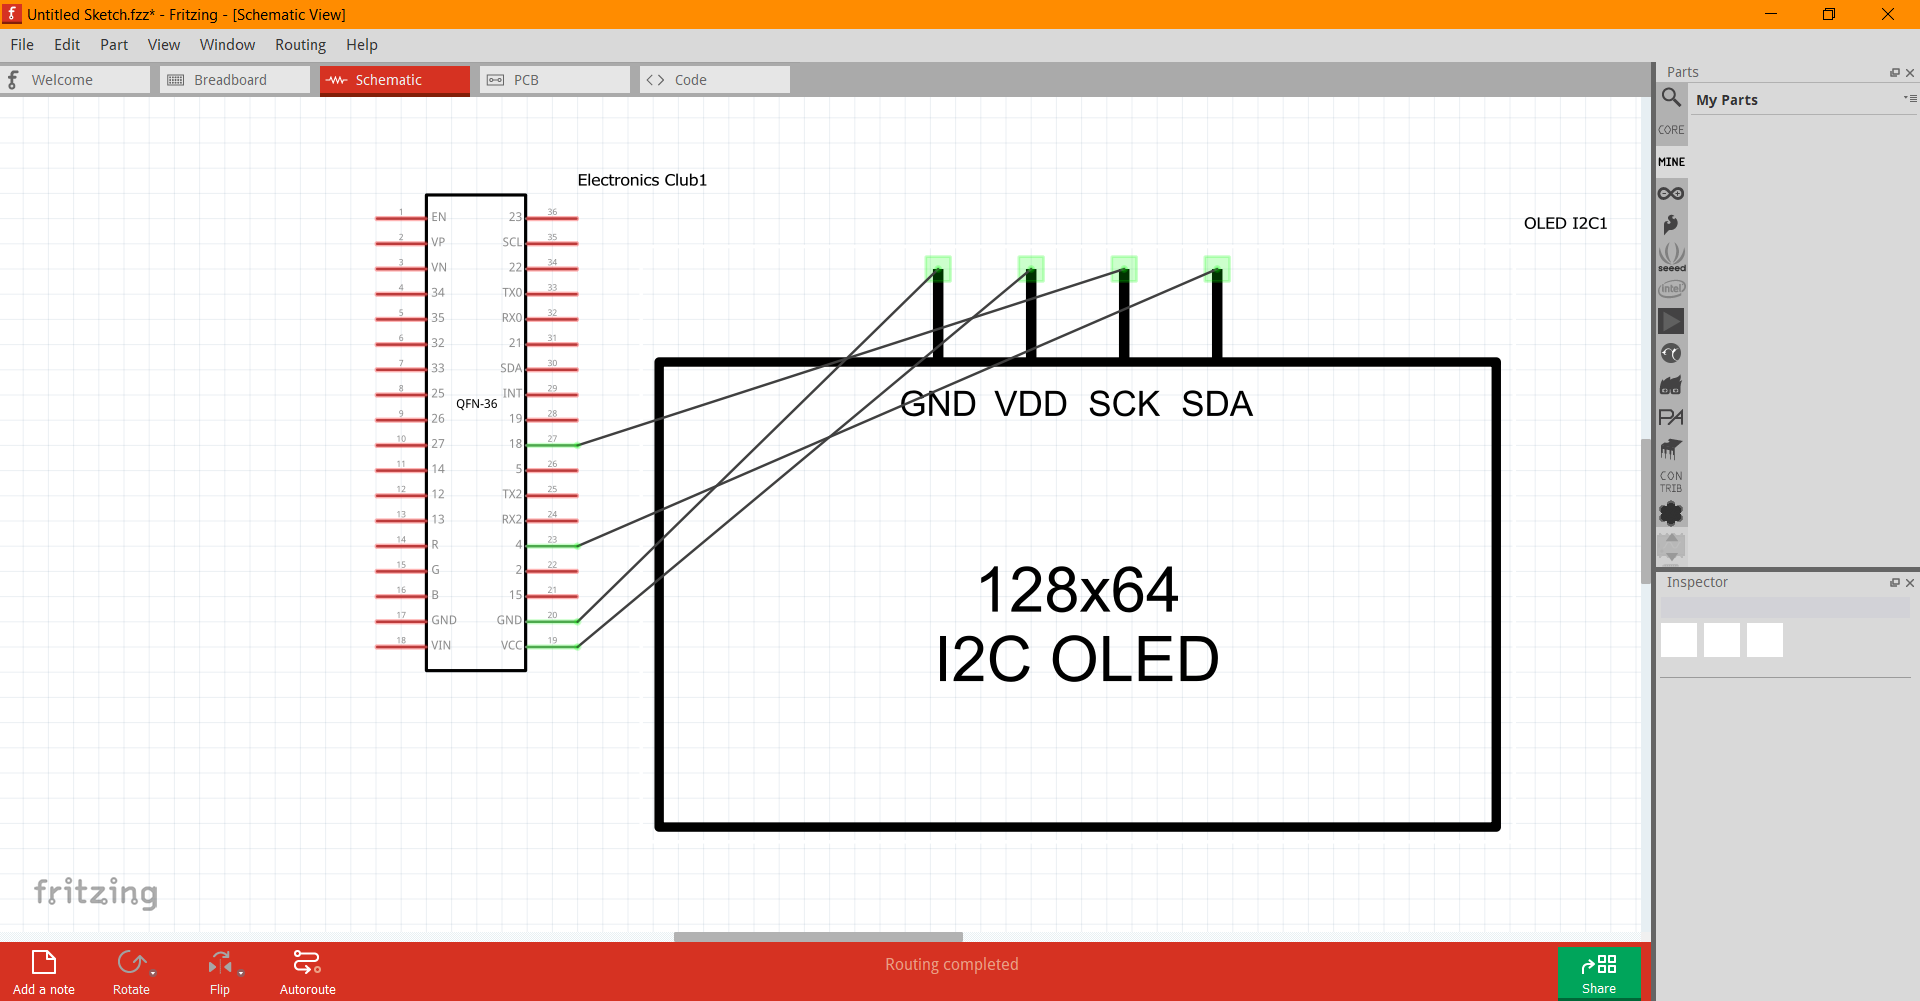 Untitled Sketch.fzz* - Fritzing - [Schematic View]
File Edit Part View Window Routing Help
Welcome Breadboard Schematic PCB Code
Parts
My Parts
CORE
MINE
seeed
intel
PA
CON
TRIB
Inspector
Electronics Club1
OLED I2C1
1 EN 23 36
2 VP SCL 35
3 VN 22 34
4 34 TX0 33
5 35 RX0 32
6 32 21 31
7 33 SDA 30
8 25 INT 29
QFN-36
9 26 19 28
10 27 18 27
11 14 5 26
12 12 TX2 25
13 13 RX2 24
14 R 4 23
15 G 2 22
16 B 15 21
17 GND GND 20
18 VIN VCC 19
GND VDD SCK SDA
128x64
I2C OLED
fritzing
Add a note Rotate Flip Autoroute
Routing completed
Share